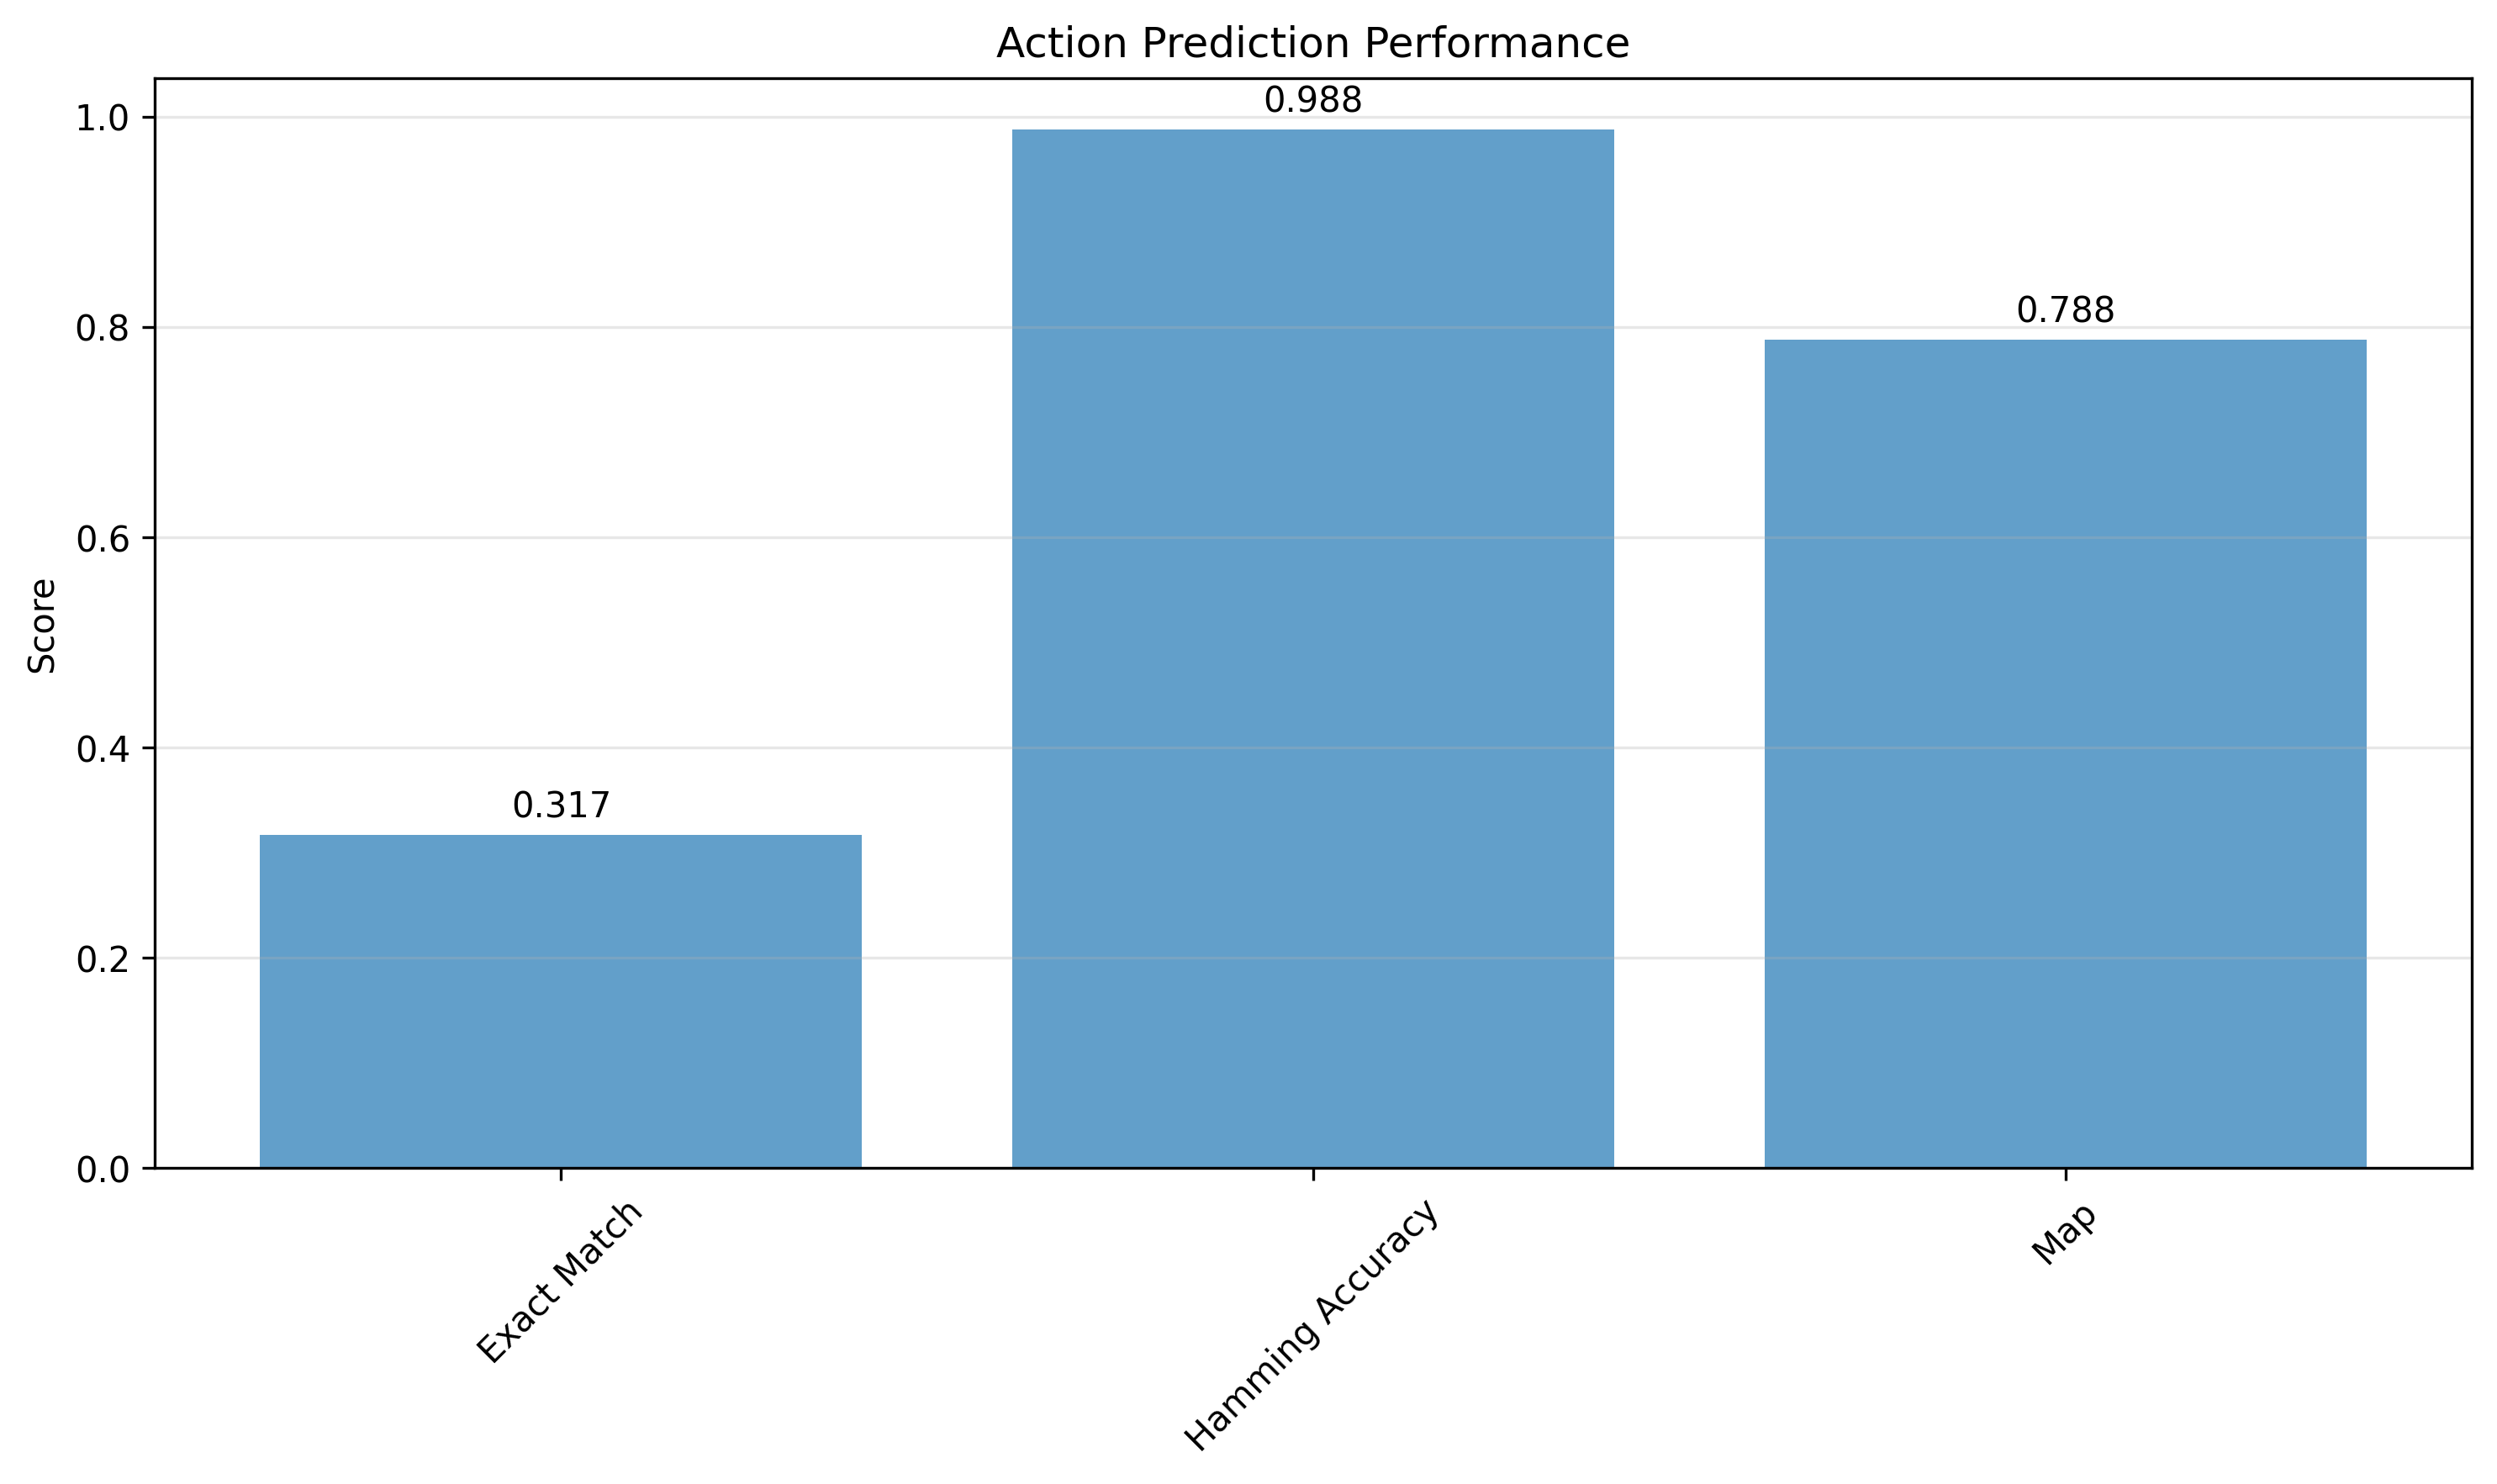 Action Prediction Performance
Score
1.0
0.8
0.6
0.4
0.2
0.0
0.317
0.988
0.788
Exact Match
Hamming Accuracy
Map